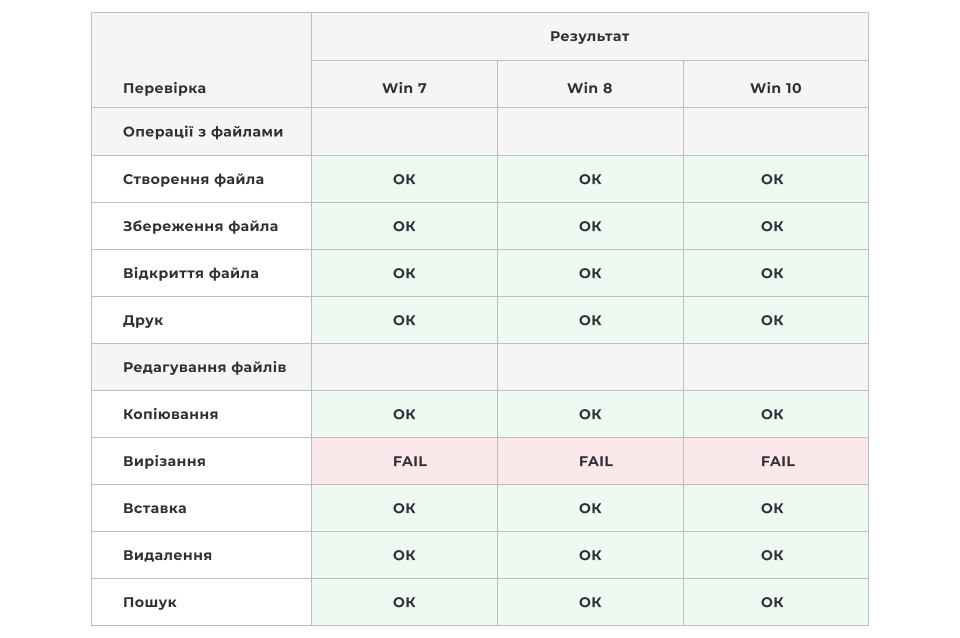 Результат
Перевірка Win 7 Win 8 Win 10
Операції з файлами
Створення файла OK OK OK
Збереження файла OK OK OK
Відкриття файла OK OK OK
Друк OK OK OK
Редагування файлів
Копіювання OK OK OK
Вирізання FAIL FAIL FAIL
Вставка OK OK OK
Видалення OK OK OK
Пошук OK OK OK